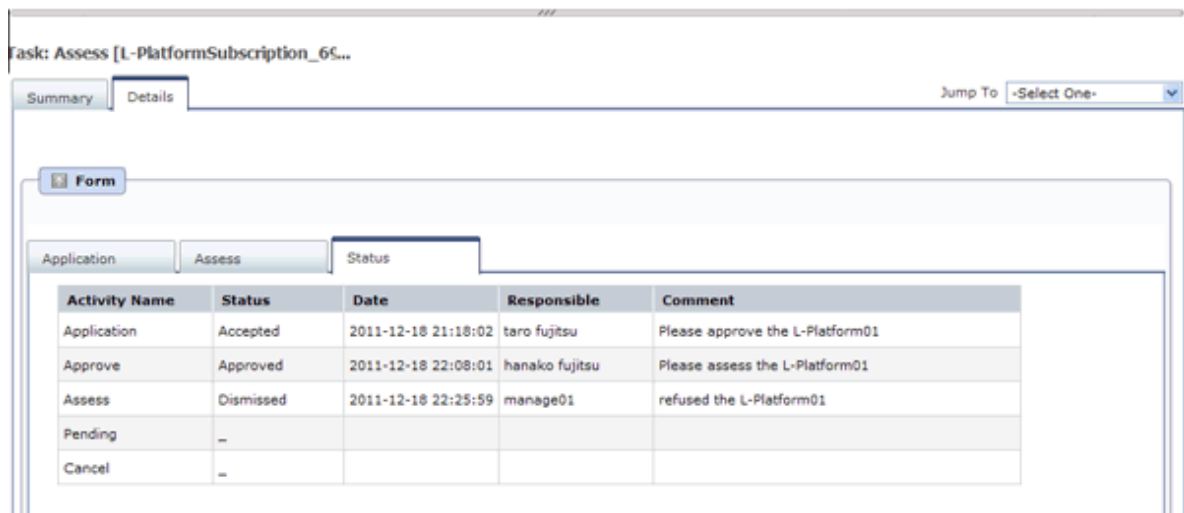 Task: Assess [L-PlatformSubscription_69...
Summary Details Jump To -Select One-
Form
Application Assess Status
Activity Name Status Date Responsible Comment
Application Accepted 2011-12-18 21:18:02 taro fujitsu Please approve the L-Platform01
Approve Approved 2011-12-18 22:08:01 hanako fujitsu Please assess the L-Platform01
Assess Dismissed 2011-12-18 22:25:59 manage01 refused the L-Platform01
Pending _
Cancel _